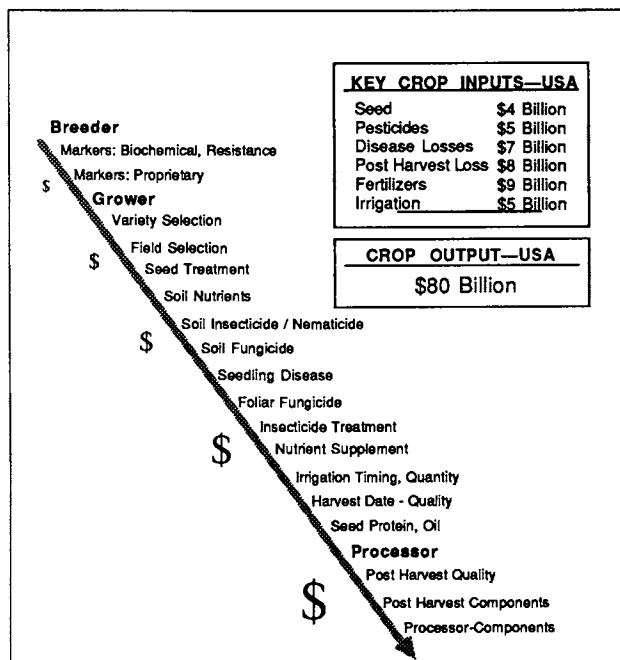 KEY CROP INPUTS—USA
Seed $4 Billion
Pesticides $5 Billion
Disease Losses $7 Billion
Post Harvest Loss $8 Billion
Fertilizers $9 Billion
Irrigation $5 Billion
CROP OUTPUT—USA
$80 Billion
Breeder
Markers: Biochemical, Resistance
Markers: Proprietary
$
Grower
Variety Selection
Field Selection
$
Seed Treatment
Soil Nutrients
Soil Insecticide / Nematicide
$
Soil Fungicide
Seedling Disease
Foliar Fungicide
Insecticide Treatment
$
Nutrient Supplement
Irrigation Timing, Quantity
Harvest Date - Quality
Seed Protein, Oil
Processor
Post Harvest Quality
$
Post Harvest Components
Processor-Components